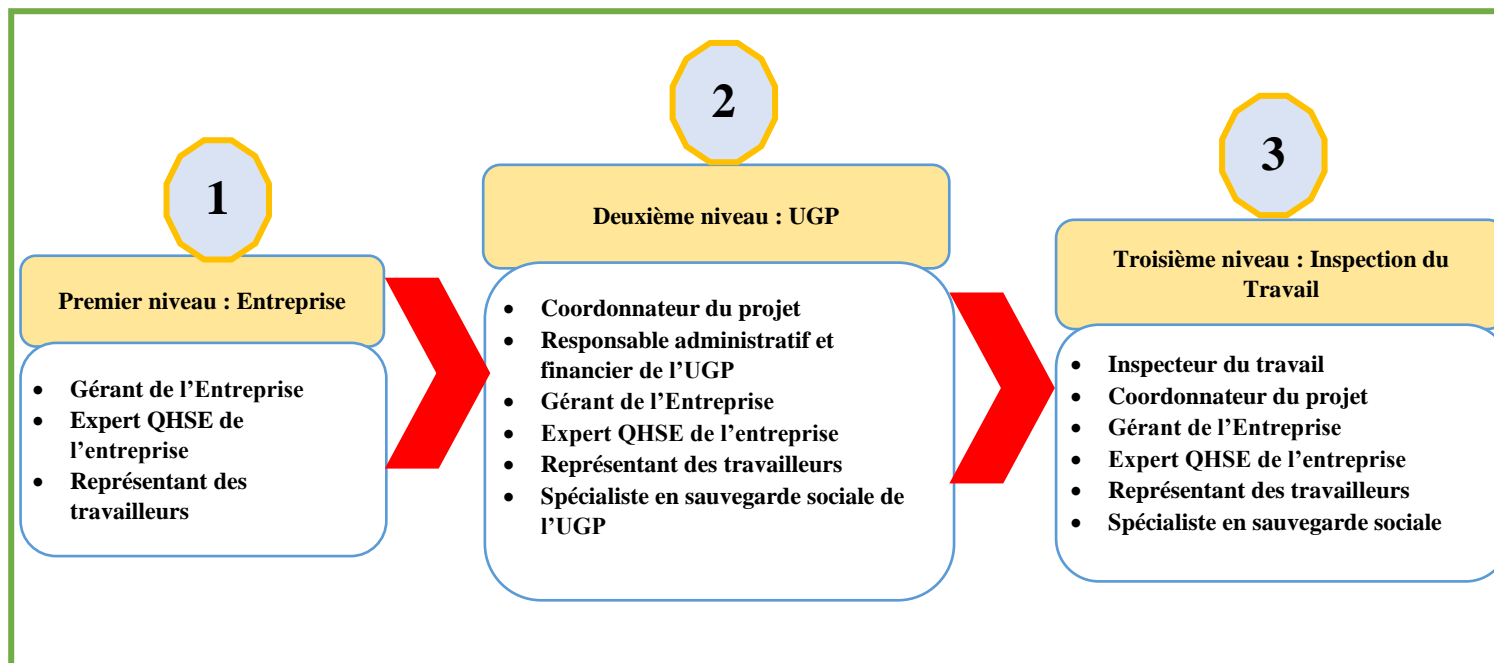 1
Premier niveau : Entreprise
• Gérant de l’Entreprise
• Expert QHSE de
l’entreprise
• Représentant des
travailleurs
2
Deuxième niveau : UGP
• Coordonnateur du projet
• Responsable administratif et
financier de l’UGP
• Gérant de l’Entreprise
• Expert QHSE de l’entreprise
• Représentant des travailleurs
• Spécialiste en sauvegarde sociale de
l’UGP
3
Troisième niveau : Inspection du
Travail
• Inspecteur du travail
• Coordonnateur du projet
• Gérant de l’Entreprise
• Expert QHSE de l’entreprise
• Représentant des travailleurs
• Spécialiste en sauvegarde sociale